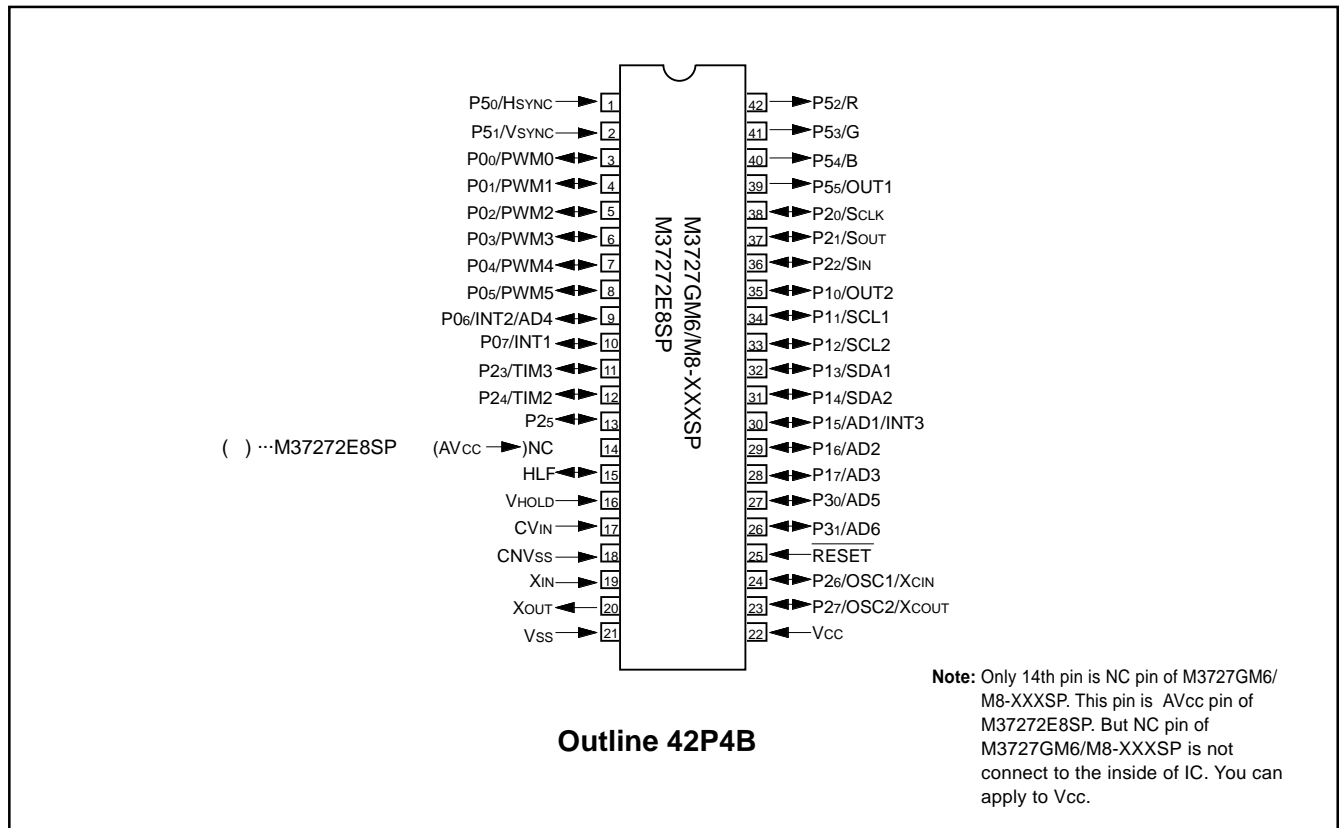 P50/HSYNC 1
P51/VSYNC 2
P00/PWM0 3
P01/PWM1 4
P02/PWM2 5
P03/PWM3 6
P04/PWM4 7
P05/PWM5 8
P06/INT2/AD4 9
P07/INT1 10
P23/TIM3 11
P24/TIM2 12
P25 13
( ) ···M37272E8SP (AVCC )NC 14
HLF 15
VHOLD 16
CVIN 17
CNVSS 18
XIN 19
XOUT 20
VSS 21
M37272E8SP
M3727GM6/M8-XXXSP
42 P52/R
41 P53/G
40 P54/B
39 P55/OUT1
38 P20/SCLK
37 P21/SOUT
36 P22/SIN
35 P10/OUT2
34 P11/SCL1
33 P12/SCL2
32 P13/SDA1
31 P14/SDA2
30 P15/AD1/INT3
29 P16/AD2
28 P17/AD3
27 P30/AD5
26 P31/AD6
25 RESET
24 P26/OSC1/XCIN
23 P27/OSC2/XCOUT
22 VCC
Outline 42P4B
Note: Only 14th pin is NC pin of M3727GM6/
M8-XXXSP. This pin is AVcc pin of
M37272E8SP. But NC pin of
M3727GM6/M8-XXXSP is not
connect to the inside of IC. You can
apply to Vcc.